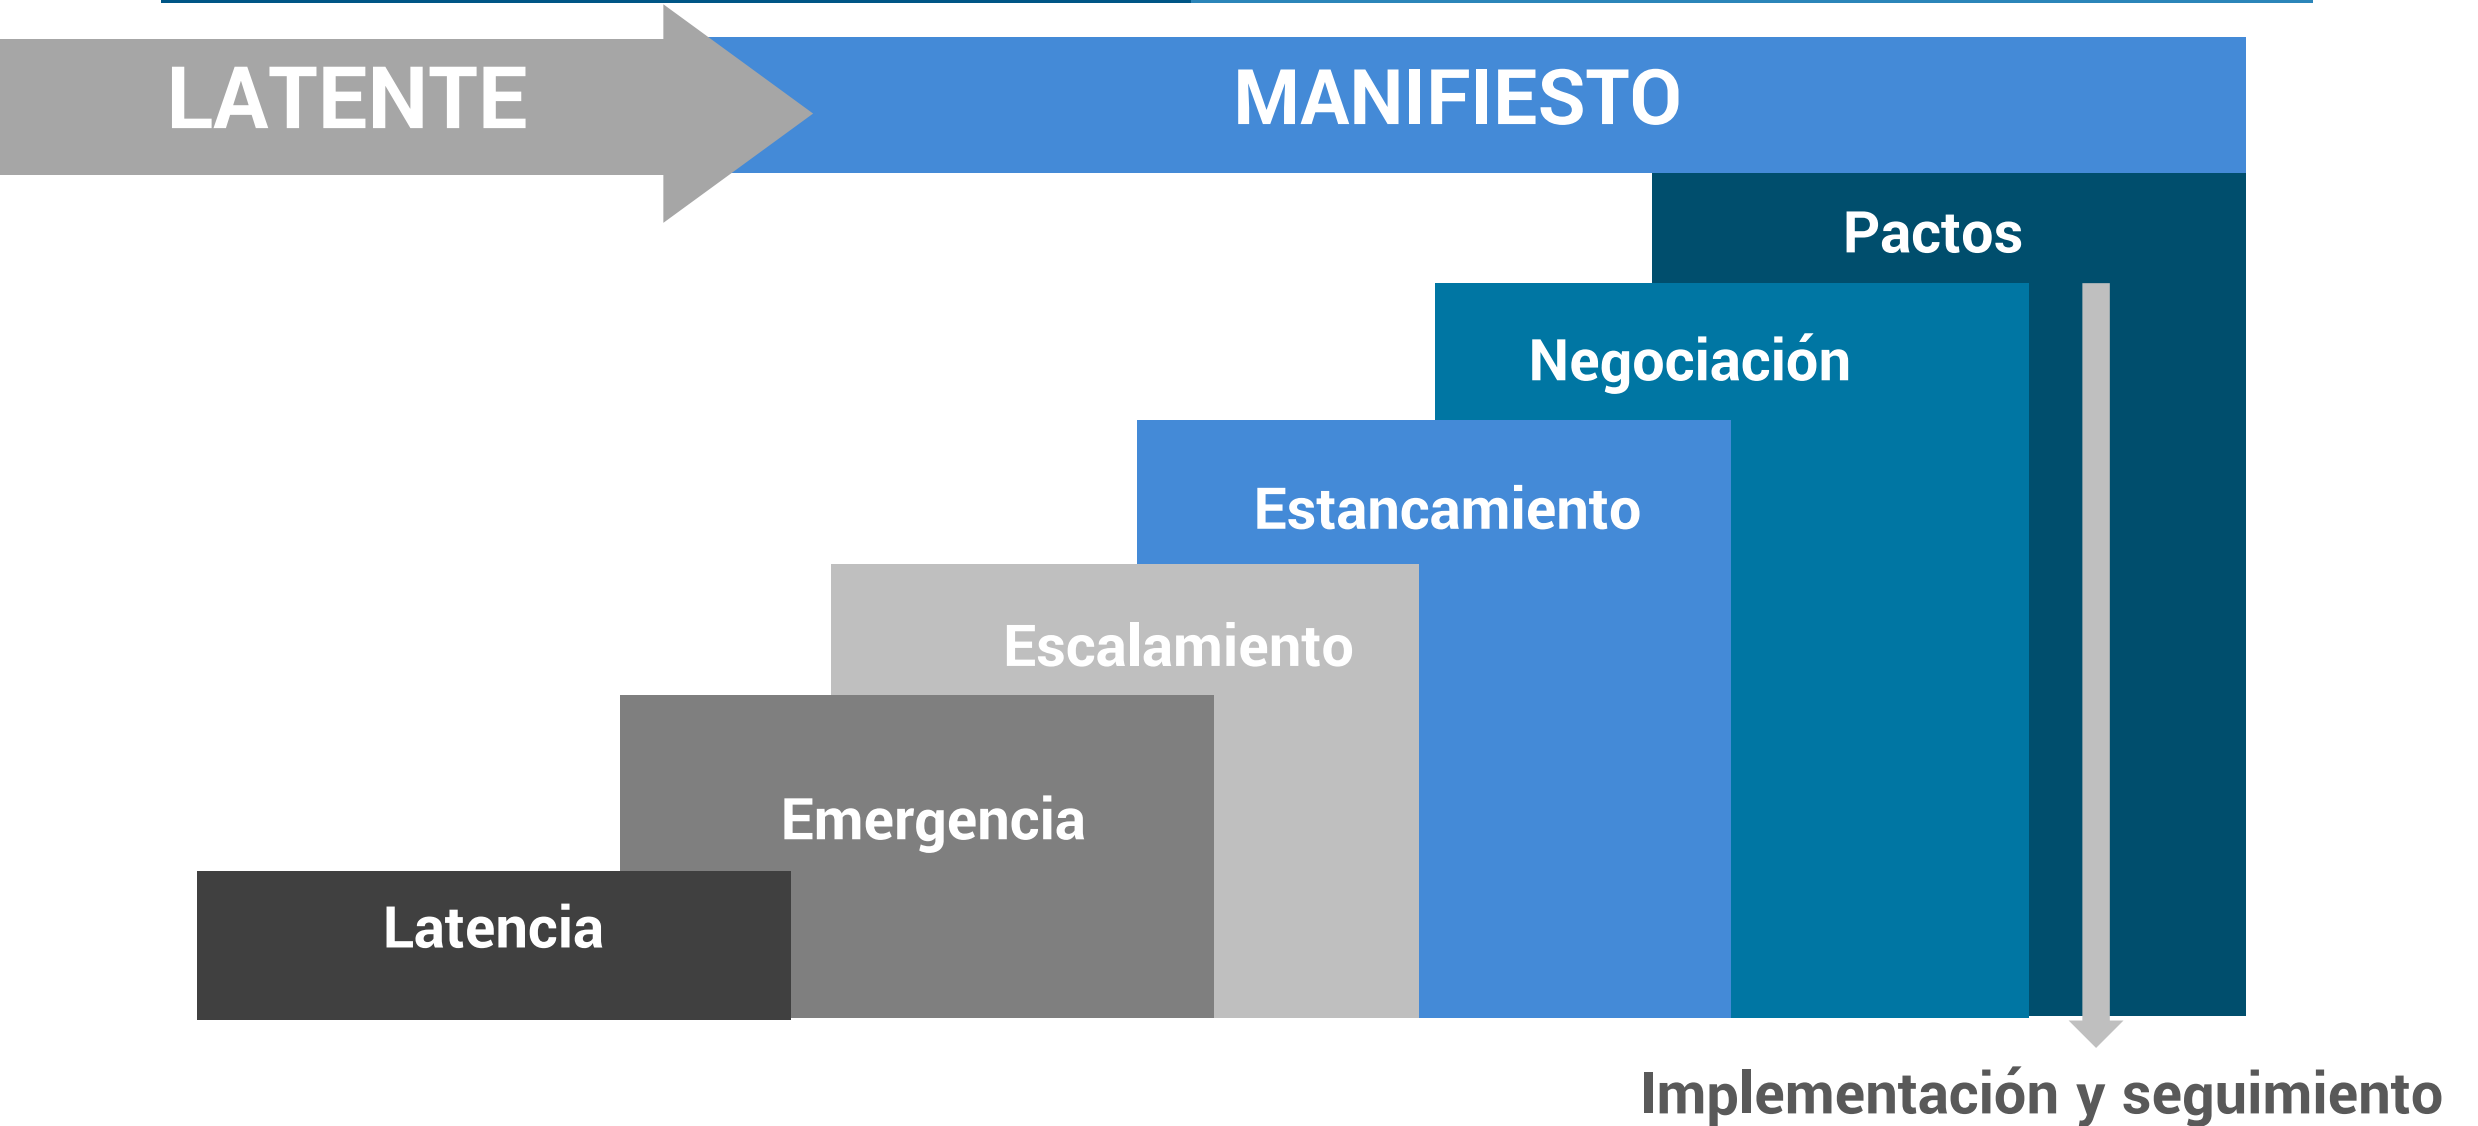 LATENTE
MANIFIESTO
Pactos
Negociación
Estancamiento
Escalamiento
Emergencia
Latencia
Implementación y seguimiento